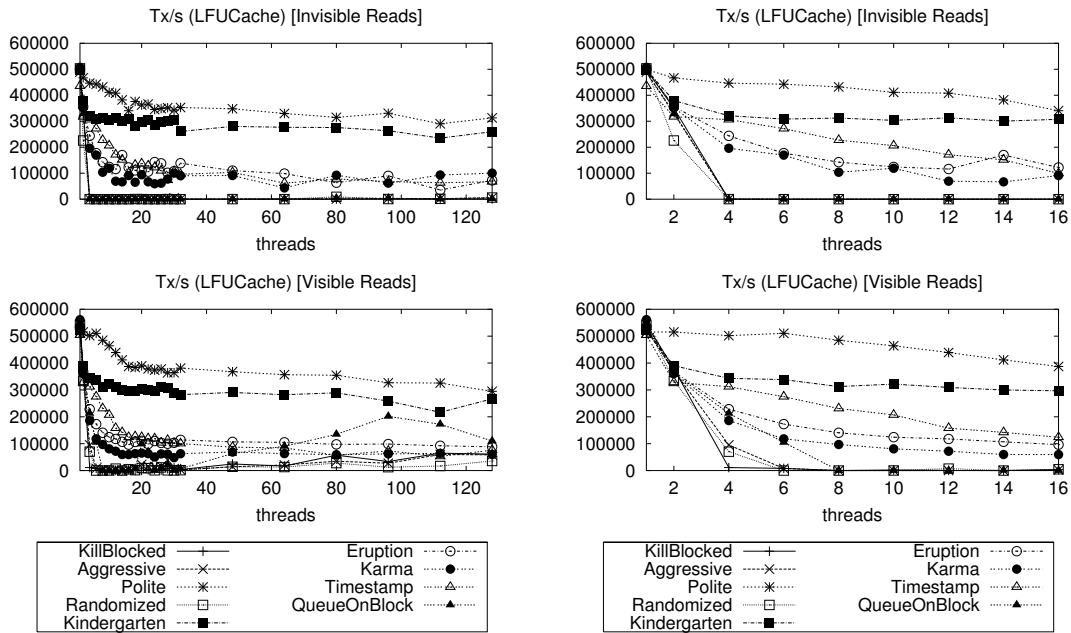 Tx/s (LFUCache) [Invisible Reads]
600000
500000
400000
300000
200000
100000
0
20 40 60 80 100 120
threads
Tx/s (LFUCache) [Invisible Reads]
600000
500000
400000
300000
200000
100000
0
2 4 6 8 10 12 14 16
threads
Tx/s (LFUCache) [Visible Reads]
600000
500000
400000
300000
200000
100000
0
20 40 60 80 100 120
threads
Tx/s (LFUCache) [Visible Reads]
600000
500000
400000
300000
200000
100000
0
2 4 6 8 10 12 14 16
threads
KillBlocked
Aggressive
Polite
Randomized
Kindergarten
Eruption
Karma
Timestamp
QueueOnBlock
KillBlocked
Aggressive
Polite
Randomized
Kindergarten
Eruption
Karma
Timestamp
QueueOnBlock